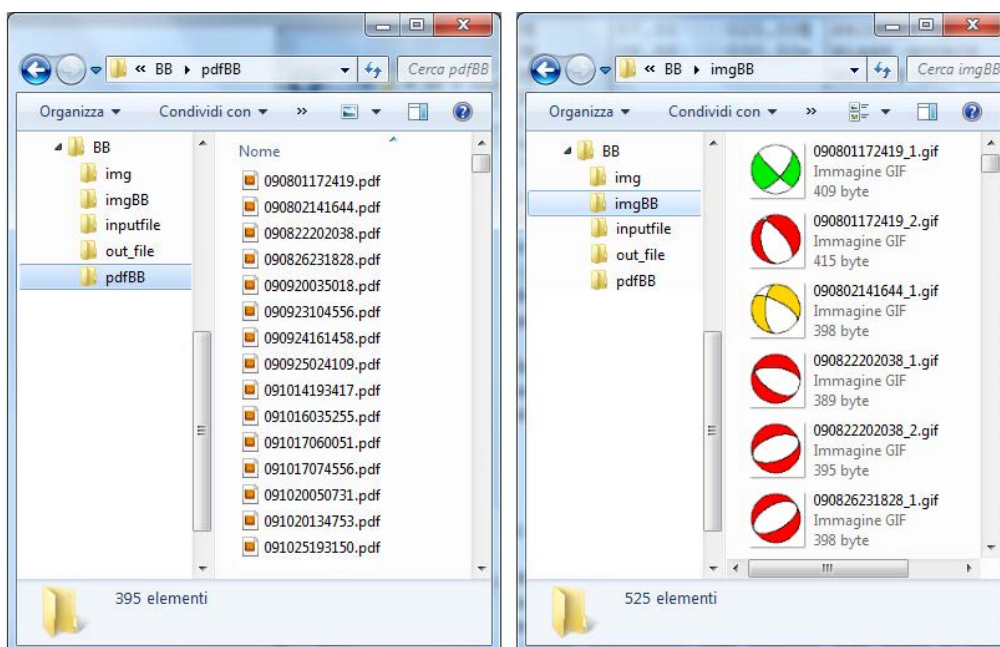 « BB ▸ pdfBB
Cerca pdfBB
Organizza
Condividi con
»
BB
img
imgBB
inputfile
out_file
pdfBB
Nome
090801172419.pdf
090802141644.pdf
090822202038.pdf
090826231828.pdf
090920035018.pdf
090923104556.pdf
090924161458.pdf
090925024109.pdf
091014193417.pdf
091016035255.pdf
091017060051.pdf
091017074556.pdf
091020050731.pdf
091020134753.pdf
091025193150.pdf
395 elementi
« BB ▸ imgBB
Cerca imgBB
Organizza
Condividi con
»
BB
img
imgBB
inputfile
out_file
pdfBB
090801172419_1.gif
Immagine GIF
409 byte
090801172419_2.gif
Immagine GIF
415 byte
090802141644_1.gif
Immagine GIF
398 byte
090822202038_1.gif
Immagine GIF
389 byte
090822202038_2.gif
Immagine GIF
395 byte
090826231828_1.gif
Immagine GIF
398 byte
525 elementi